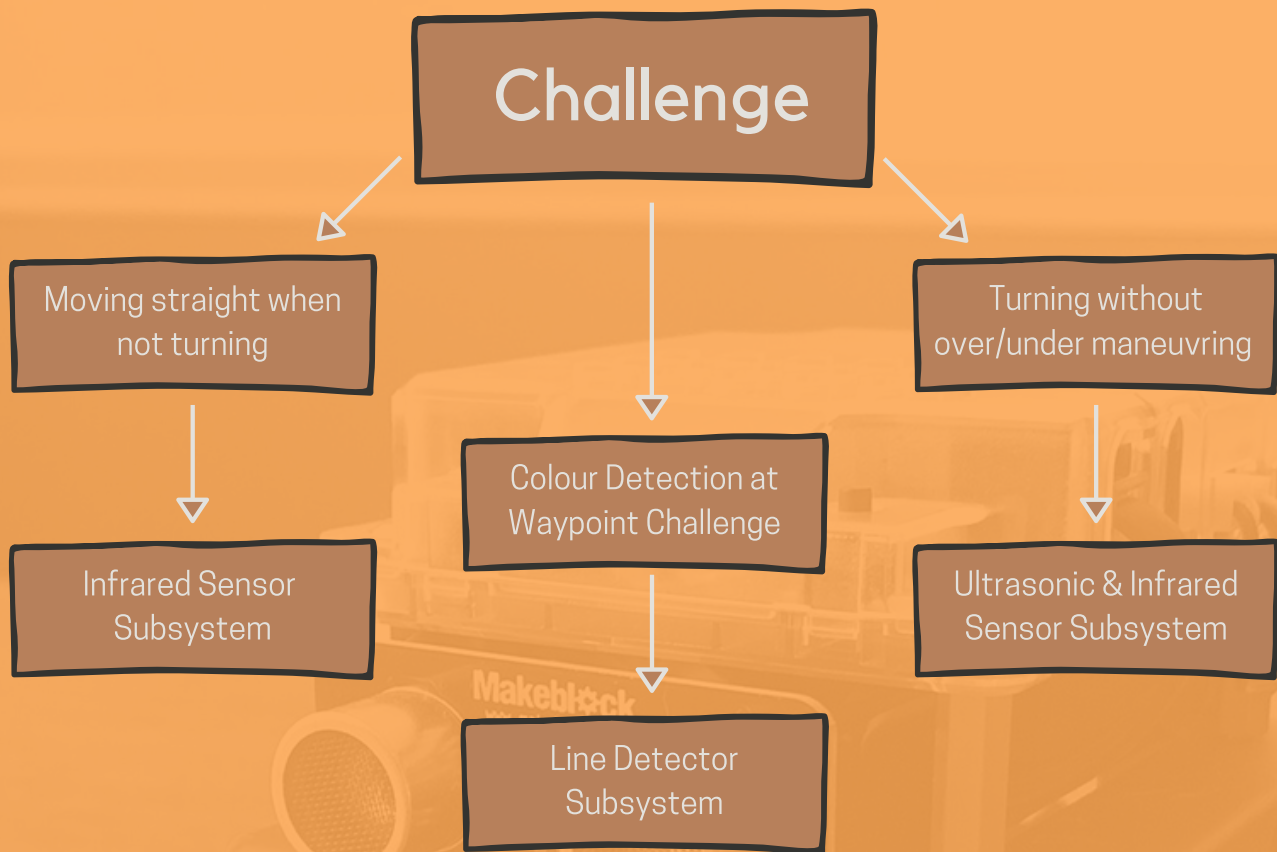 Challenge
Moving straight when
not turning
Turning without
over/under maneuvring
Colour Detection at
Waypoint Challenge
Infrared Sensor
Subsystem
Ultrasonic & Infrared
Sensor Subsystem
Makeblock
Line Detector
Subsystem